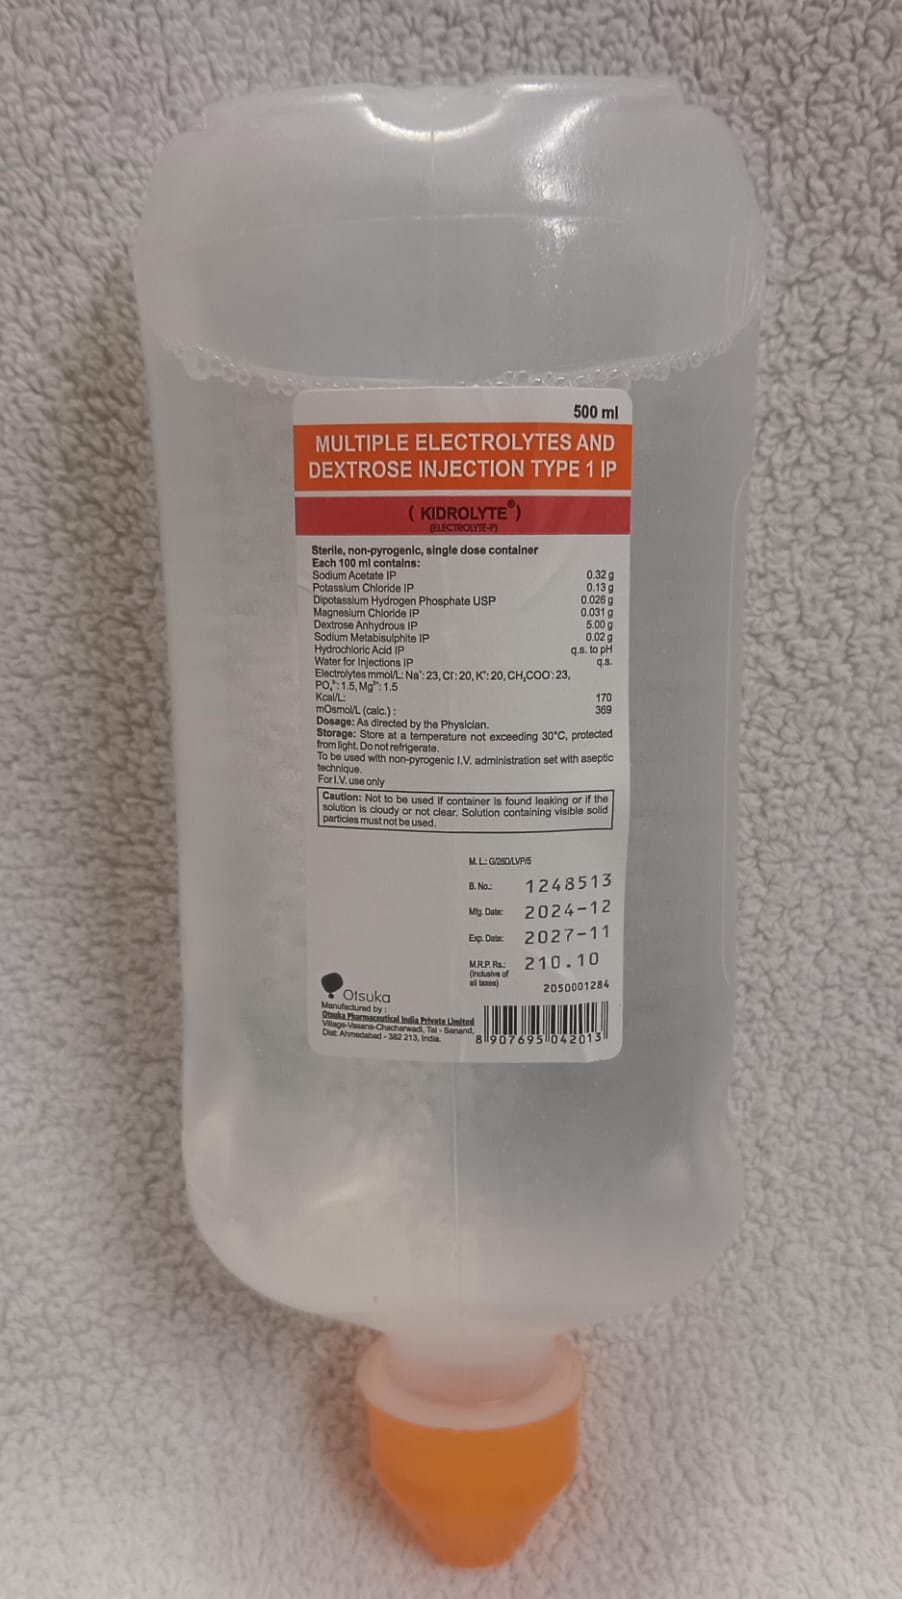 500 ml
MULTIPLE ELECTROLYTES AND
DEXTROSE INJECTION TYPE 1 IP
( KIDROLYTE®)
(ELECTROLYTE-P)
Sterile, non-pyrogenic, single dose container
Each 100 ml contains:
Sodium Acetate IP 0.32 g
Potassium Chloride IP 0.13 g
Dipotassium Hydrogen Phosphate USP 0.026 g
Magnesium Chloride IP 0.031 g
Dextrose Anhydrous IP 5.00 g
Sodium Metabisulphite IP 0.02 g
Hydrochloric Acid IP q.s. to pH
Water for Injections IP q.s.
Electrolytes mmol/L: Na⁺: 23, Cl⁻: 20, K⁺: 20, CH₃COO⁻: 23,
PO₄³⁻: 1.5, Mg²⁺: 1.5
Kcal/L: 170
mOsmol/L (calc.) : 369
Dosage: As directed by the Physician.
Storage: Store at a temperature not exceeding 30°C, protected
from light. Do not refrigerate.
To be used with non-pyrogenic I.V. administration set with aseptic
technique.
For I.V. use only
Caution: Not to be used if container is found leaking or if the
solution is cloudy or not clear. Solution containing visible solid
particles must not be used.
M. L.: G/28D/LVP/5
B. No.: 1248513
Mfg. Date: 2024-12
Exp. Date: 2027-11
M.R.P. Rs.: 210.10
(Inclusive of
all taxes)
2050001284
Otsuka
Manufactured by :
Otsuka Pharmaceutical India Private Limited
Village-Vasana-Chacharwadi, Tal - Sanand,
Dist: Ahmedabad - 382 213, India.
8 907695 042013